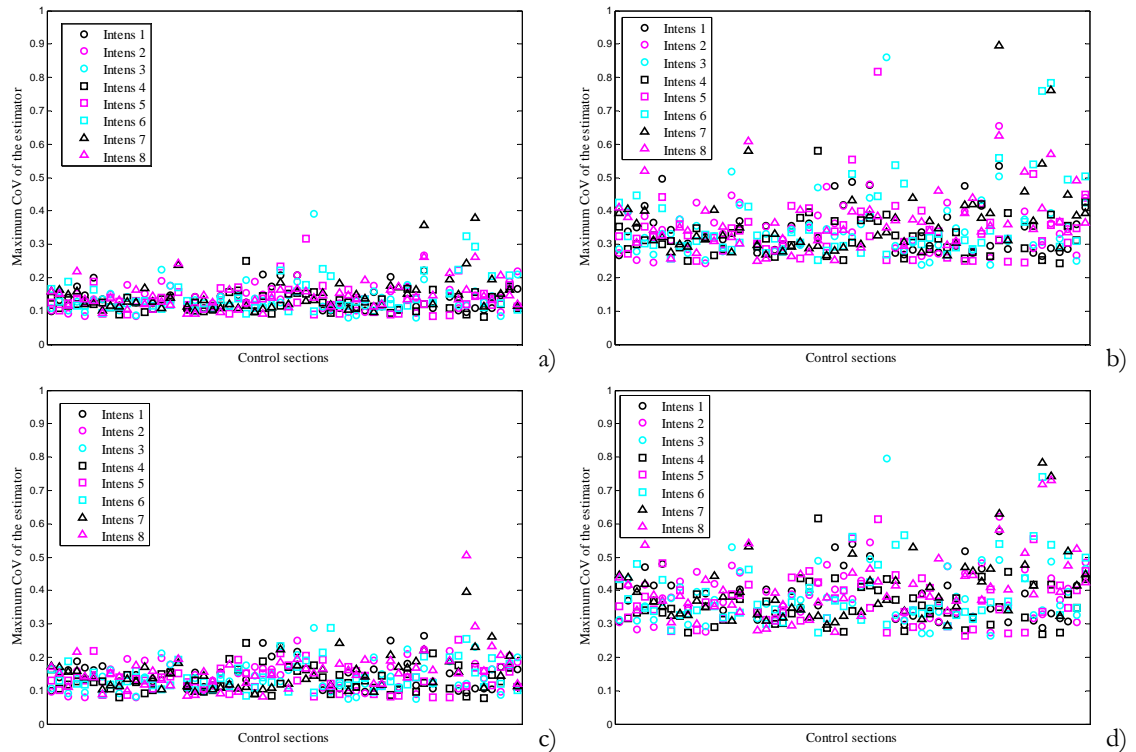 Maximum CoV of the estimator
1
0.9
0.8
0.7
0.6
0.5
0.4
0.3
0.2
0.1
0
Intens 1
Intens 2
Intens 3
Intens 4
Intens 5
Intens 6
Intens 7
Intens 8
Control sections
a)
Maximum CoV of the estimator
1
0.9
0.8
0.7
0.6
0.5
0.4
0.3
0.2
0.1
0
Intens 1
Intens 2
Intens 3
Intens 4
Intens 5
Intens 6
Intens 7
Intens 8
Control sections
b)
Maximum CoV of the estimator
1
0.9
0.8
0.7
0.6
0.5
0.4
0.3
0.2
0.1
0
Intens 1
Intens 2
Intens 3
Intens 4
Intens 5
Intens 6
Intens 7
Intens 8
Control sections
c)
Maximum CoV of the estimator
1
0.9
0.8
0.7
0.6
0.5
0.4
0.3
0.2
0.1
0
Intens 1
Intens 2
Intens 3
Intens 4
Intens 5
Intens 6
Intens 7
Intens 8
Control sections
d)